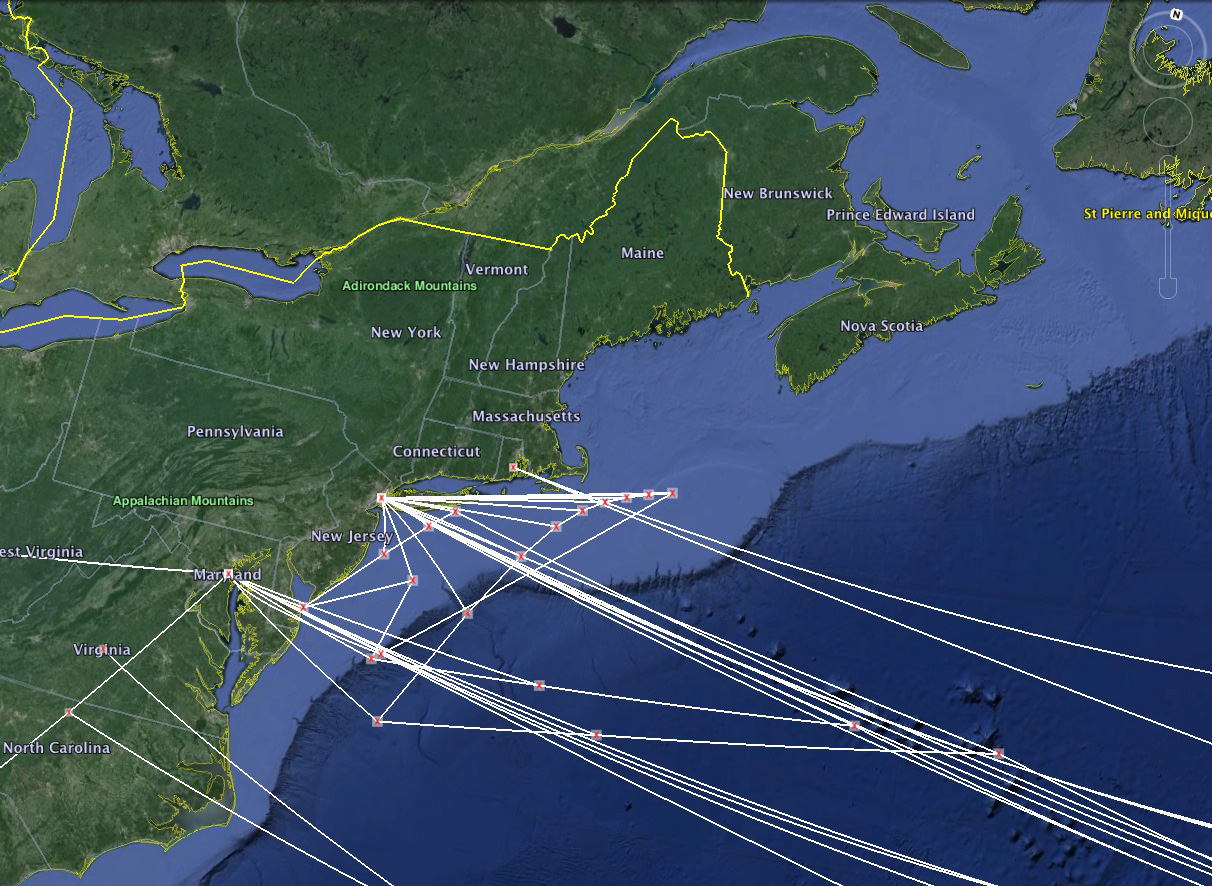 N
New Brunswick
Prince Edward Island
St Pierre and Mique
Maine
Vermont
Adirondack Mountains
Nova Scotia
New York
New Hampshire
Massachusetts
Pennsylvania
Connecticut
Appalachian Mountains
New Jersey
est Virginia
Maryland
Virginia
North Carolina